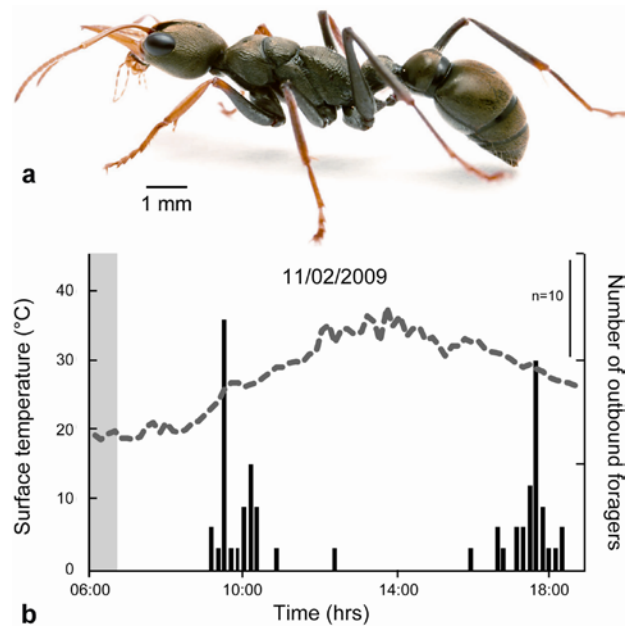 a
1 mm
11/02/2009
n=10
40
30
20
10
0
Surface temperature (°C)
Number of outbound foragers
06:00
10:00
14:00
18:00
Time (hrs)
b